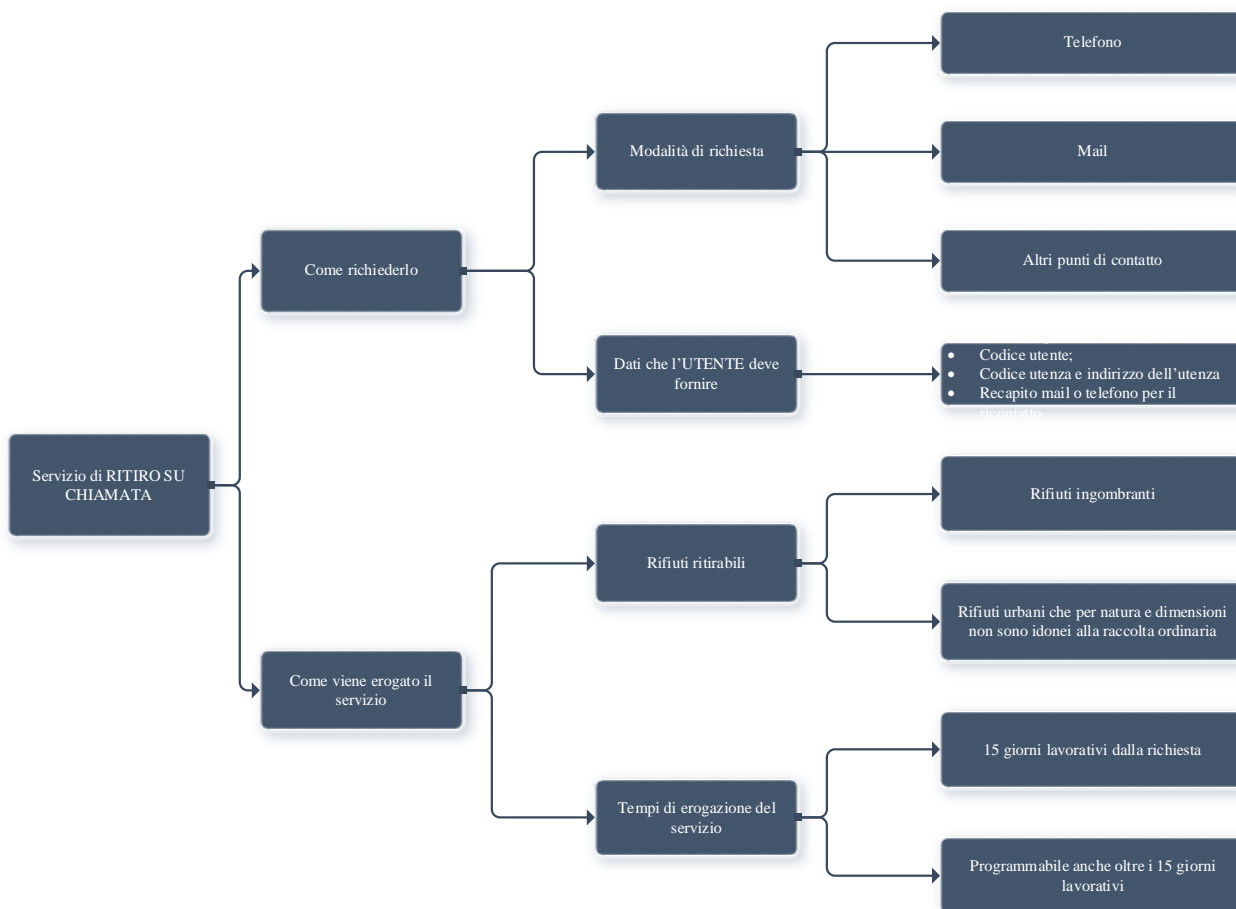 Telefono
Modalità di richiesta
Mail
Come richiederlo
Altri punti di contatto
Dati che l'UTENTE deve
fornire
• Codice utente;
• Codice utenza e indirizzo dell'utenza
• Recapito mail o telefono per il
ricontatto
Servizio di RITIRO SU
CHIAMATA
Rifiuti ingombranti
Rifiuti ritirabili
Rifiuti urbani che per natura e dimensioni
non sono idonei alla raccolta ordinaria
Come viene erogato il
servizio
15 giorni lavorativi dalla richiesta
Tempi di erogazione del
servizio
Programmabile anche oltre i 15 giorni
lavorativi